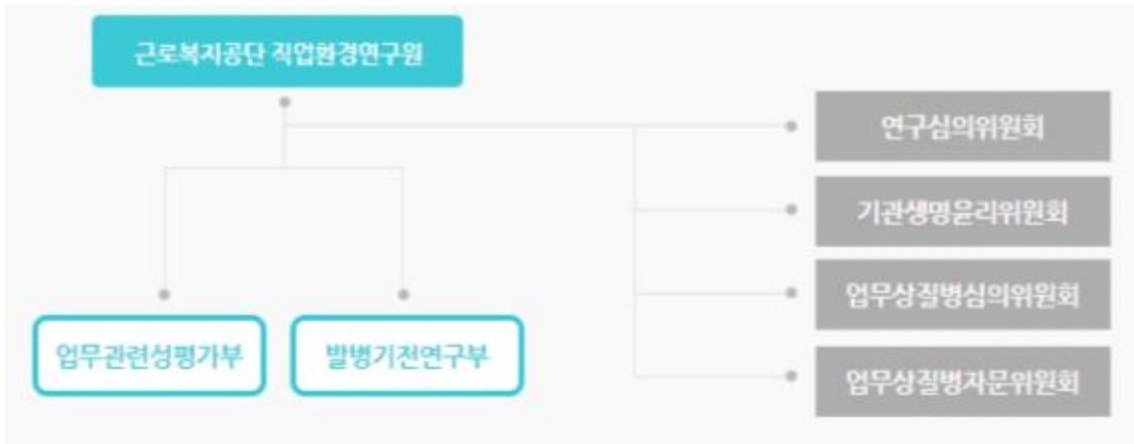 근로복지공단 직업환경연구원
연구심의위원회
기관생명윤리위원회
업무상질병심의위원회
업무상질병자문위원회
업무관련성평가부
발병기전연구부